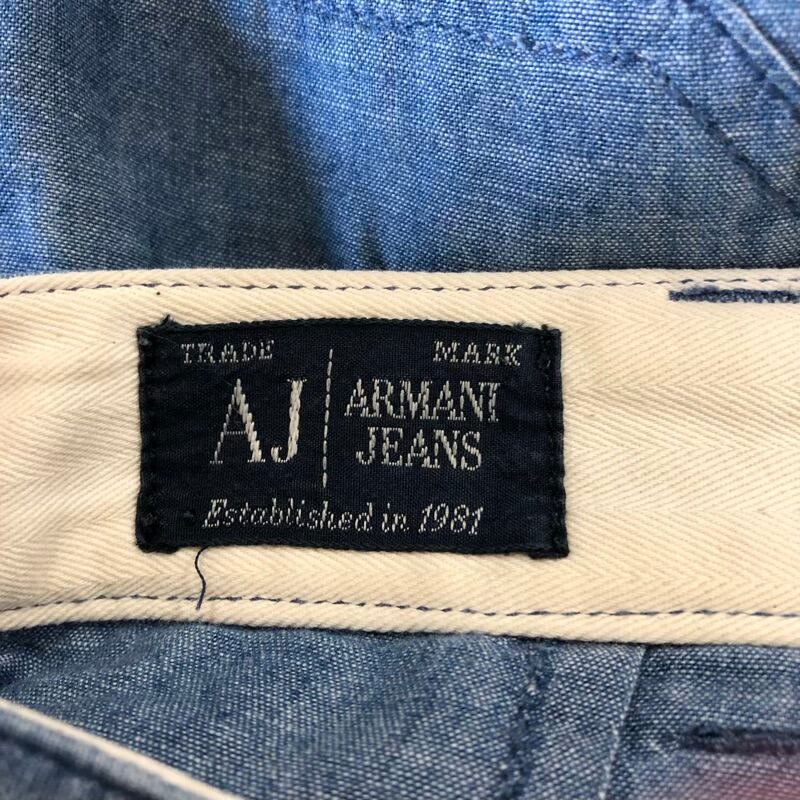 TRADE MARK
AJ ARMANI
JEANS
Established in 1981